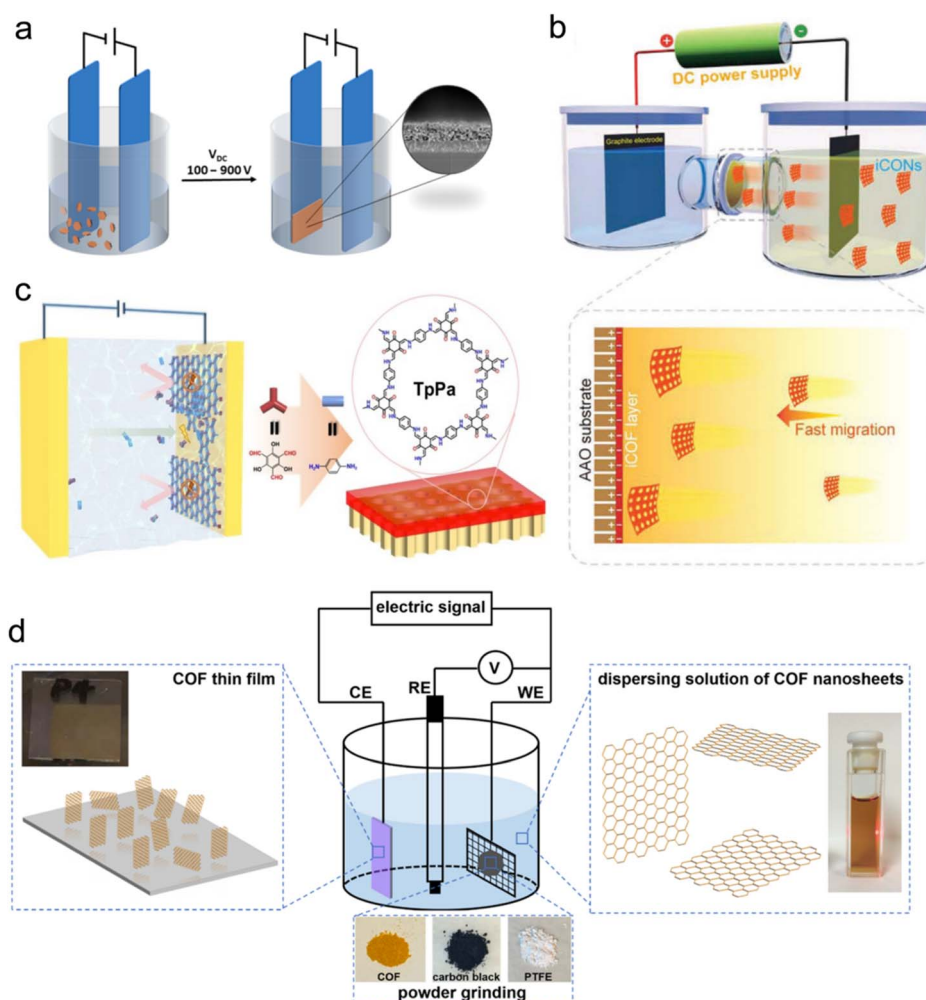 a
V_DC
100 – 900 V
b
+
-
DC power supply
Graphite electrode
iCONs
c
TpPa
AAO substrate
iCOF layer
Fast migration
d
electric signal
V
CE
RE
WE
COF thin film
dispersing solution of COF nanosheets
COF
carbon black
PTFE
powder grinding